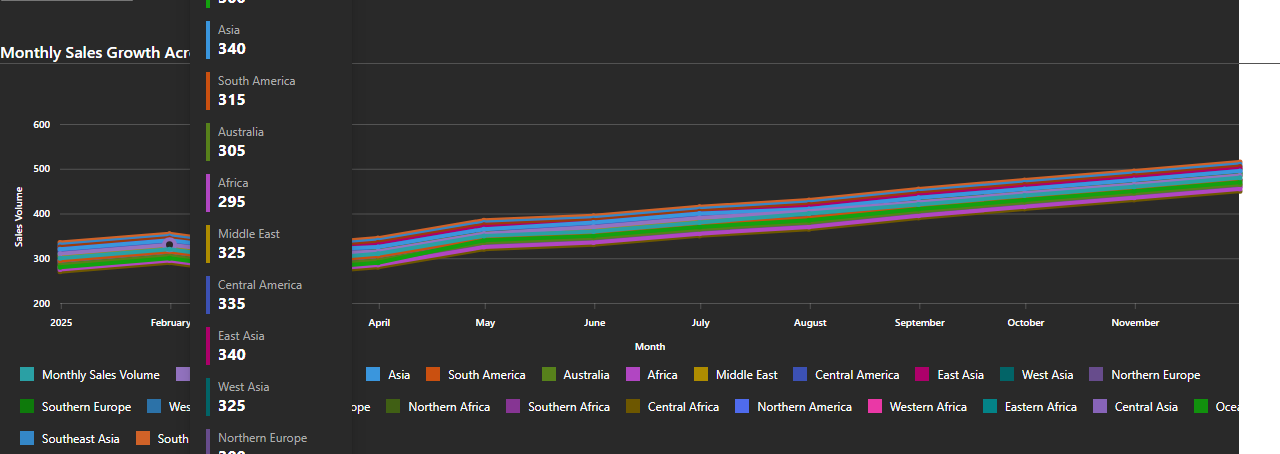 Asia
340
Monthly Sales Growth Acr
South America
315
600
Australia
305
500
Africa
295
400
Middle East
325
300
Central America
335
200
2025
February
April
May
June
July
August
September
October
November
East Asia
340
Month
Sales Volume
Monthly Sales Volume
Asia
South America
Australia
Africa
Middle East
Central America
East Asia
West Asia
Northern Europe
West Asia
325
Southern Europe
Wes
pe
Northern Africa
Southern Africa
Central Africa
Northern America
Western Africa
Eastern Africa
Central Asia
Ocea
Southeast Asia
South
Northern Europe